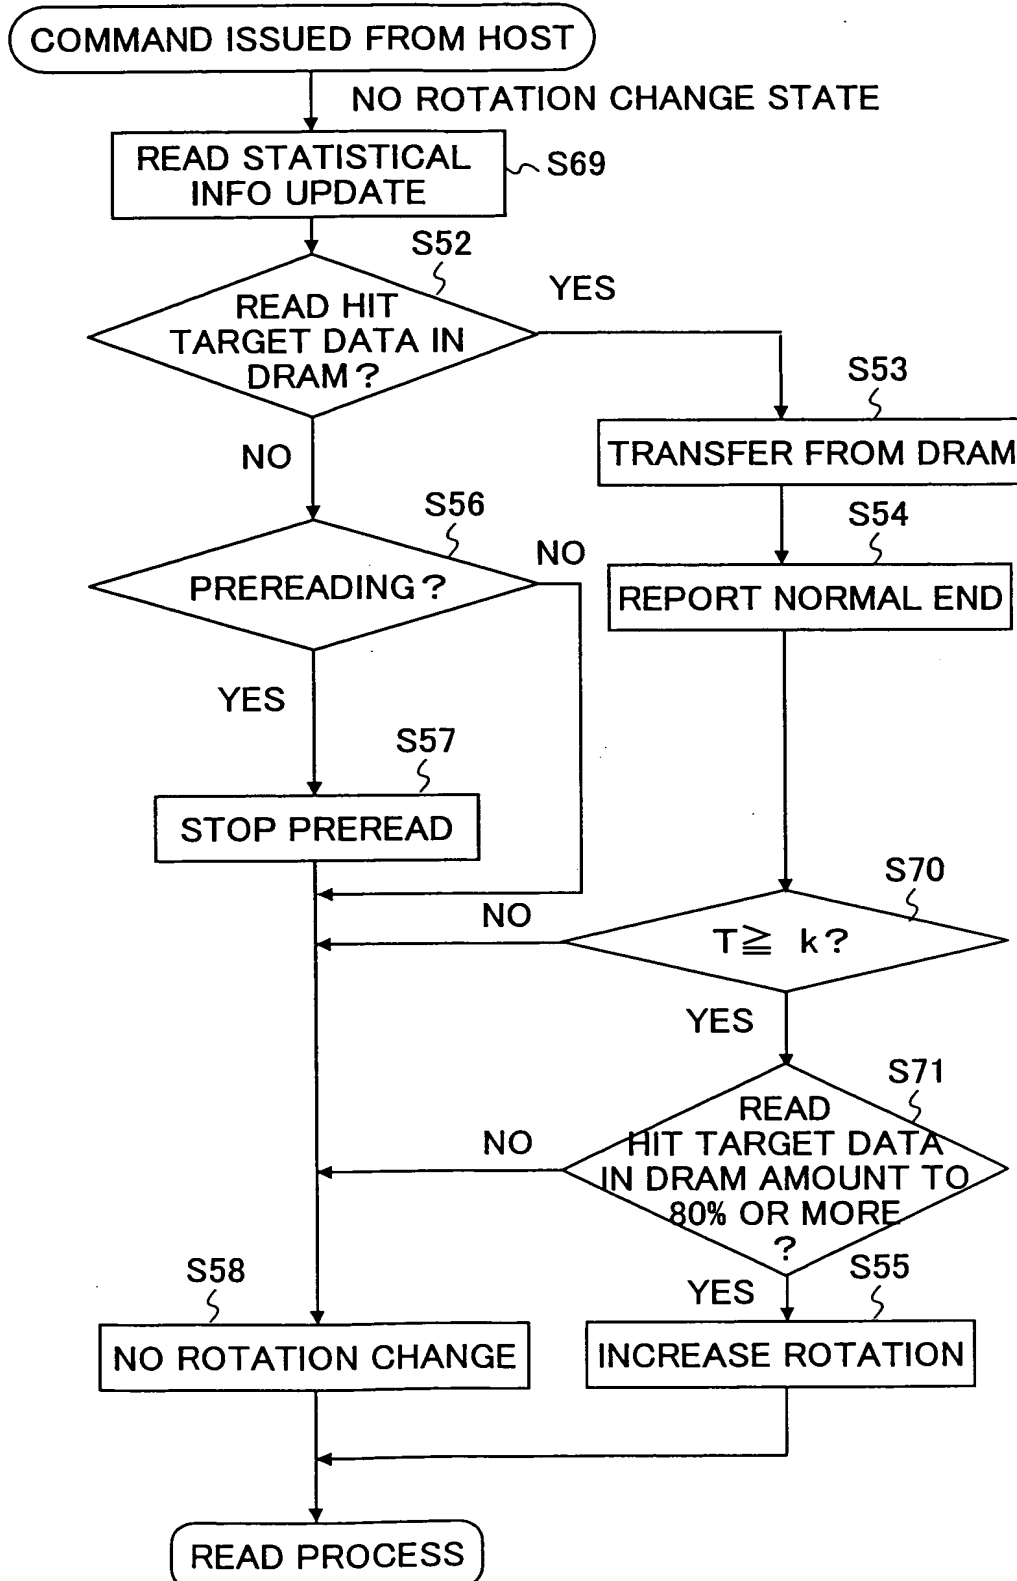 COMMAND ISSUED FROM HOST
NO ROTATION CHANGE STATE
READ STATISTICAL
INFO UPDATE
S69
S52
READ HIT
TARGET DATA IN
DRAM?
YES
NO
S53
TRANSFER FROM DRAM
S54
REPORT NORMAL END
S56
PREREADING?
NO
YES
S57
STOP PREREAD
S70
T≧ k?
NO
YES
S71
READ
HIT TARGET DATA
IN DRAM AMOUNT TO
80% OR MORE
?
NO
YES
S58
NO ROTATION CHANGE
S55
INCREASE ROTATION
READ PROCESS